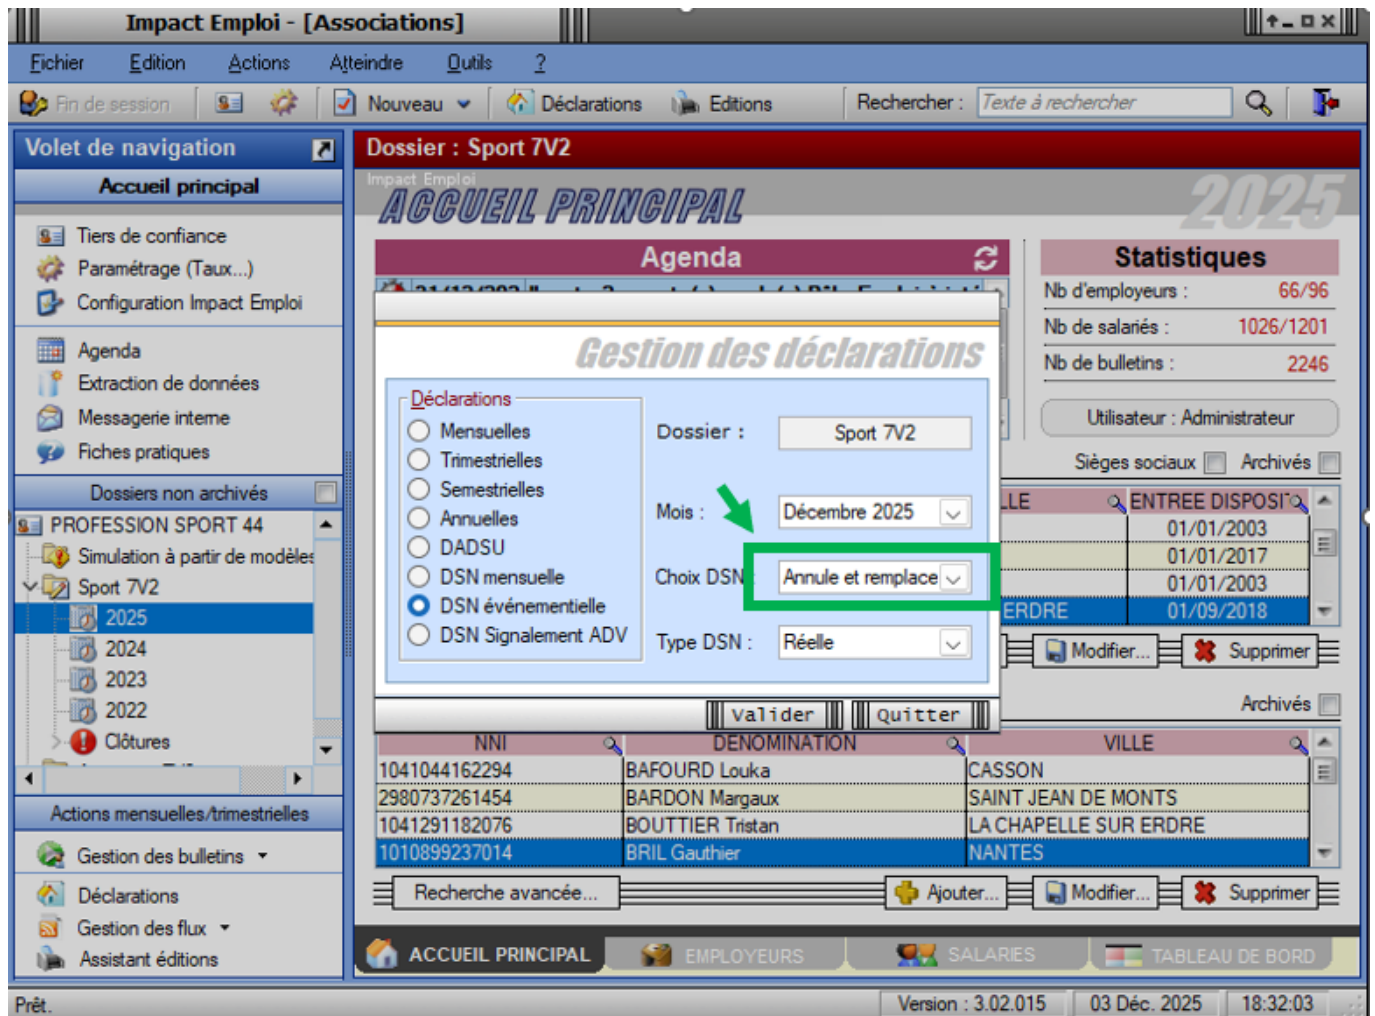 Impact Emploi - [Associations]
Fichier Edition Actions Atteindre Outils ?
Fin de session Nouveau Déclarations Editions Rechercher : Texte à rechercher
Volet de navigation
Dossier : Sport 7V2
Accueil principal
Impact Emploi
ACCUEIL PRINCIPAL
2025
Tiers de confiance
Paramétrage (Taux...)
Configuration Impact Emploi
Agenda
Extraction de données
Messagerie interne
Fiches pratiques
Dossiers non archivés
PROFESSION SPORT 44
Simulation à partir de modèles
Sport 7V2
2025
2024
2023
2022
Clôtures
Actions mensuelles/trimestrielles
Gestion des bulletins
Déclarations
Gestion des flux
Assistant éditions
Agenda
Statistiques
Nb d'employeurs : 66/96
Nb de salariés : 1026/1201
Nb de bulletins : 2246
Utilisateur : Administrateur
Sièges sociaux Archivés
Gestion des déclarations
Déclarations
Mensuelles
Trimestrielles
Semestrielles
Annuelles
DADSU
DSN mensuelle
DSN événementielle
DSN Signalement ADV
Dossier : Sport 7V2
Mois : Décembre 2025
Choix DSN Annule et remplace
Type DSN : Réelle
Valider Quitter
LLE ENTREE DISPOSIT
01/01/2003
01/01/2017
01/01/2003
ERDRE 01/09/2018
Modifier... Supprimer
Archivés
NNI DENOMINATION VILLE
1041044162294 BAFOURD Louka CASSON
2980737261454 BARDON Margaux SAINT JEAN DE MONTS
1041291182076 BOUTTIER Tristan LA CHAPELLE SUR ERDRE
1010899237014 BRIL Gauthier NANTES
Recherche avancée... Ajouter... Modifier... Supprimer
ACCUEIL PRINCIPAL EMPLOYEURS SALARIES TABLEAU DE BORD
Prêt. Version : 3.02.015 03 Déc. 2025 18:32:03